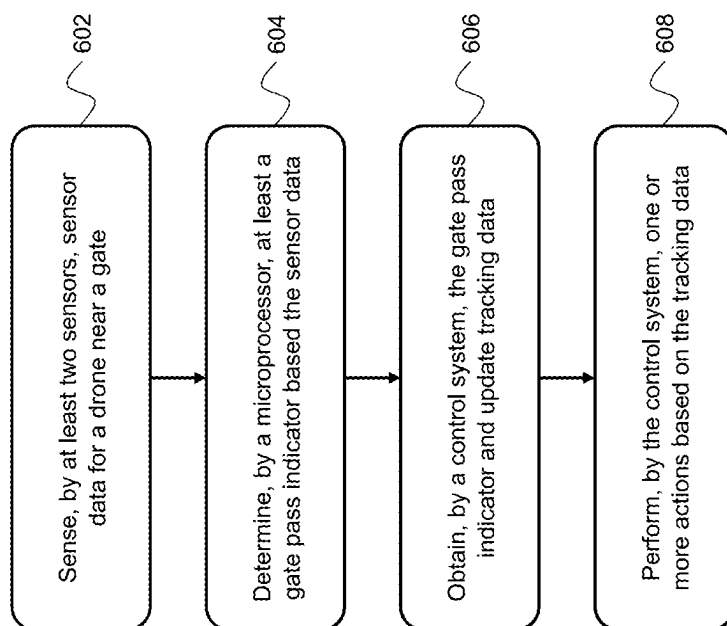 602
Sense, by at least two sensors, sensor
data for a drone near a gate
604
Determine, by a microprocessor, at least a
gate pass indicator based the sensor data
606
Obtain, by a control system, the gate pass
indicator and update tracking data
608
Perform, by the control system, one or
more actions based on the tracking data